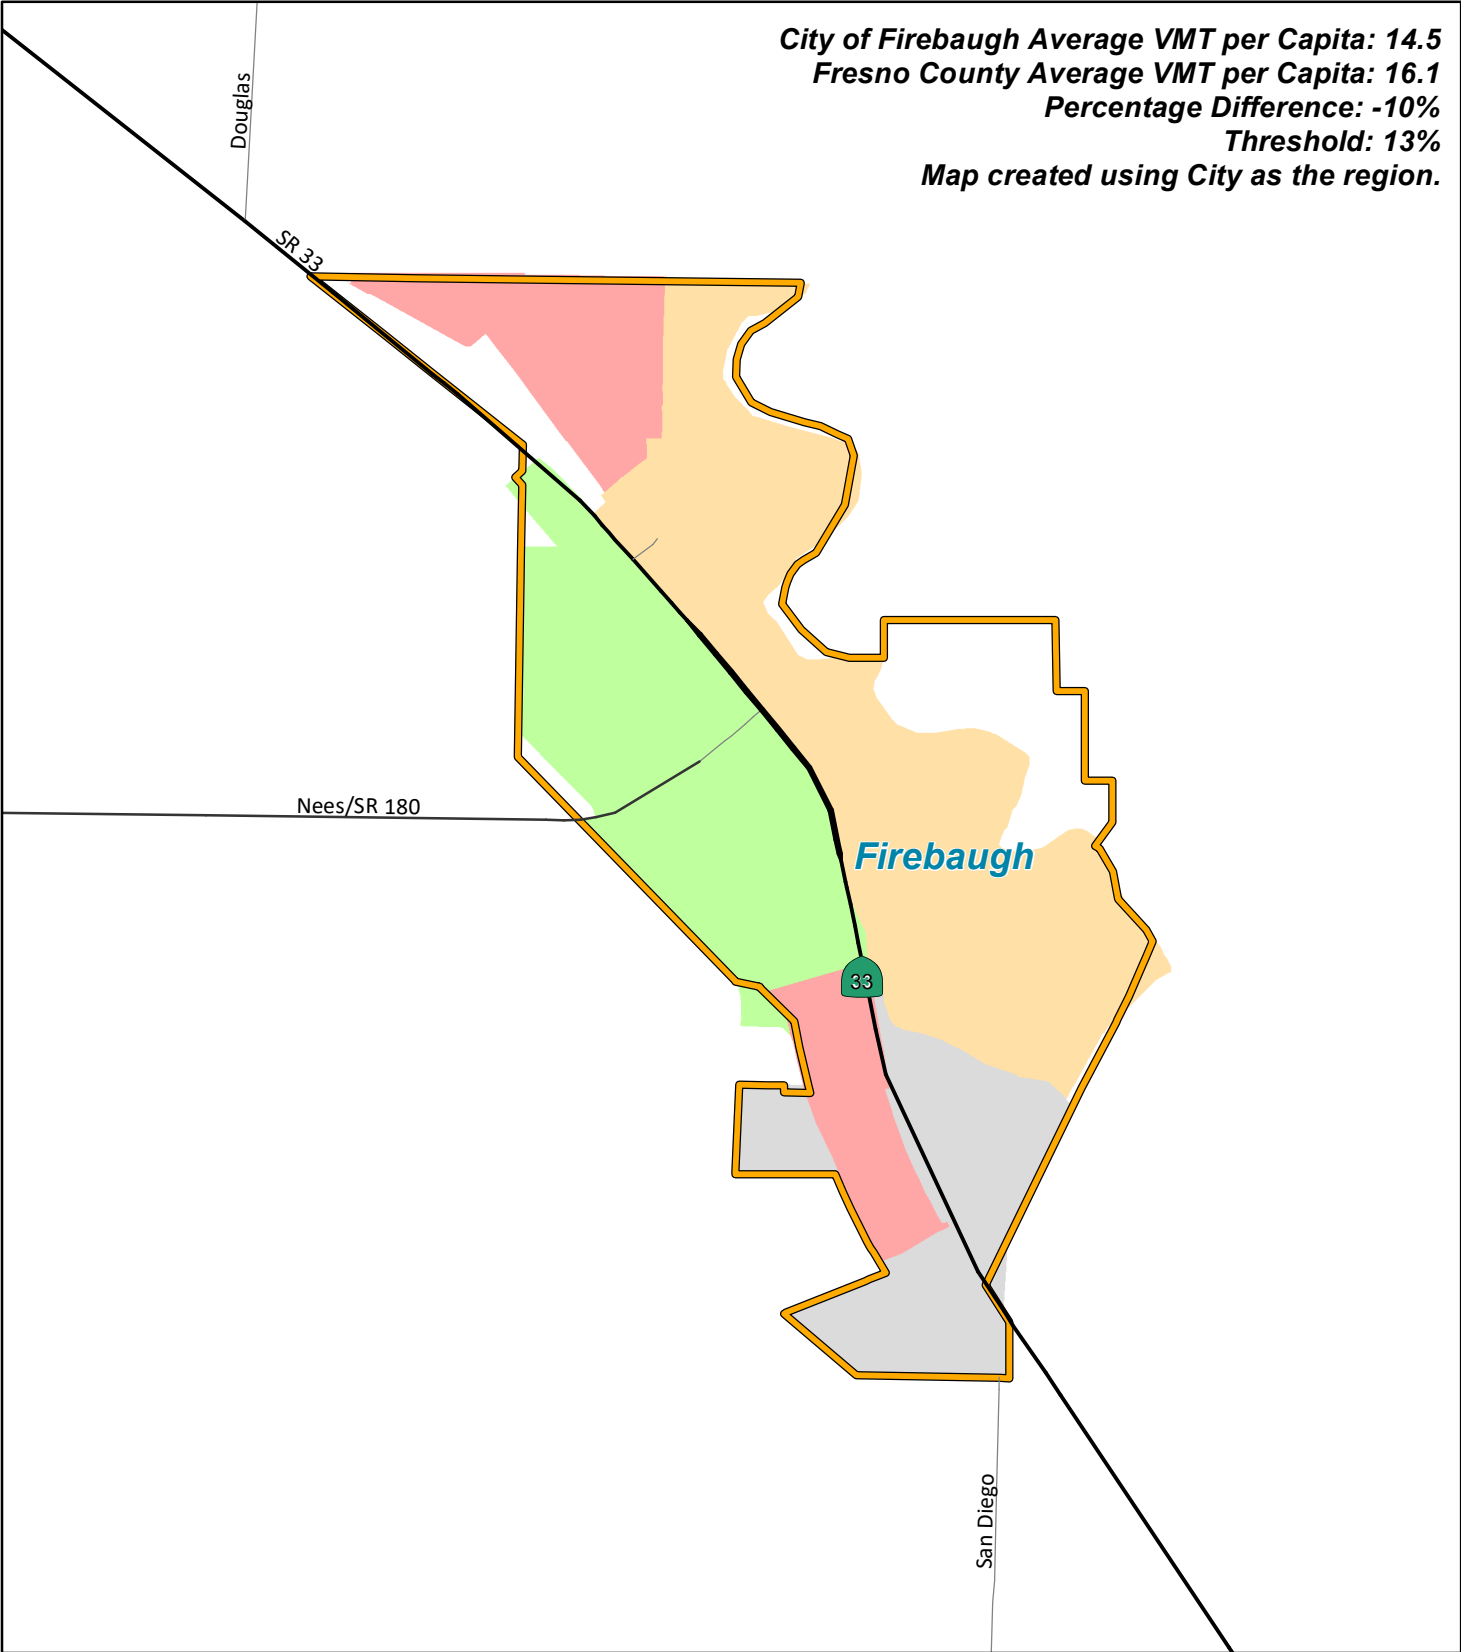 City of Firebaugh Average VMT per Capita: 14.5
Fresno County Average VMT per Capita: 16.1
Percentage Difference: -10%
Threshold: 13%
Map created using City as the region.
Douglas
SR 33
Nees/SR 180
Firebaugh
33
San Diego